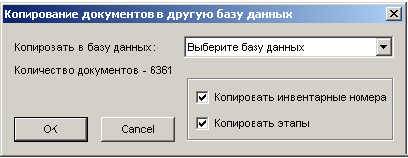 Копирование документов в другую базу данных
Копировать в базу данных: Выберите базу данных
Количество документов - 6361
Копировать инвентарные номера
Копировать этапы
OK Cancel